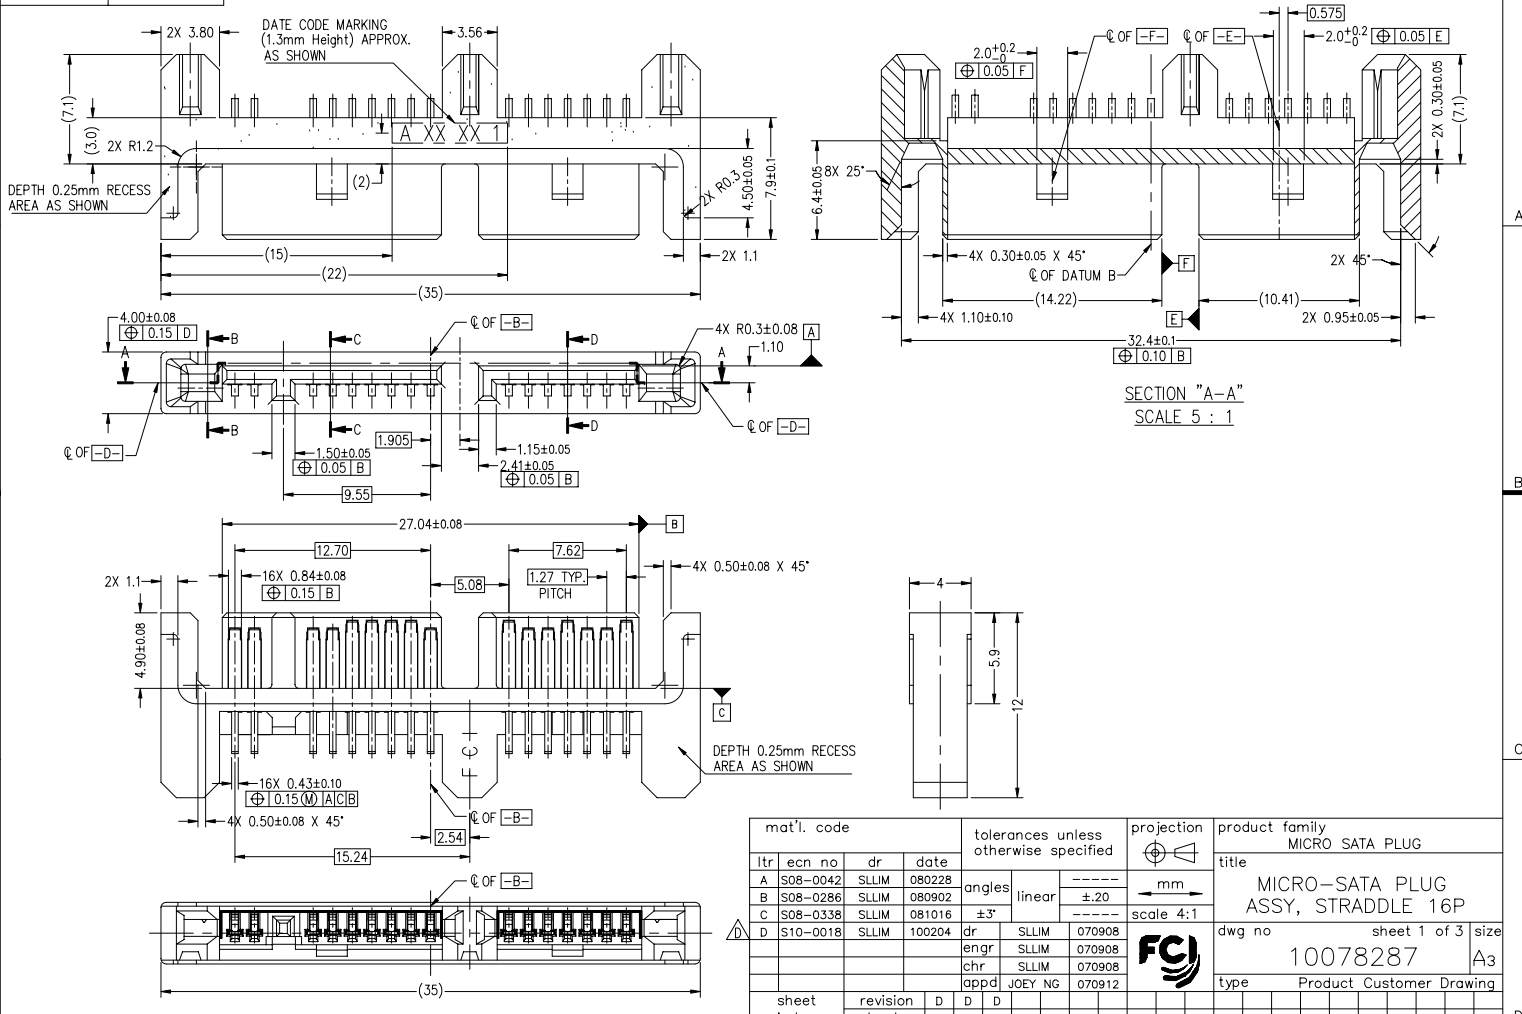 2X 3.80
DATE CODE MARKING
(1.3mm Height) APPROX.
AS SHOWN
3.56
(7.1)
(3.0)
2X R1.2
A XX XX 1
DEPTH 0.25mm RECESS
AREA AS SHOWN
(2)
2X R0.3
4.50±0.05
7.9±0.1
(15)
2X 1.1
(22)
(35)
0.575
2.0 +0.2 -0
⌖ 0.05 F
℄ OF -F-
℄ OF -E-
2.0 +0.2 -0
⌖ 0.05 E
2X 0.30±0.05
(7.1)
8X 25°
6.4±0.05
4X 0.30±0.05 X 45°
℄ OF DATUM B
F
2X 45°
(14.22)
(10.41)
4X 1.10±0.10
E
2X 0.95±0.05
32.4±0.1
⌖ 0.10 B
SECTION "A-A"
SCALE 5 : 1
4.00±0.08
⌖ 0.15 D
B
C
℄ OF -B-
D
4X R0.3±0.08
A
1.10
A
A
℄ OF -D-
B
C
D
℄ OF -D-
1.905
1.50±0.05
⌖ 0.05 B
1.15±0.05
2.41±0.05
⌖ 0.05 B
9.55
27.04±0.08
B
12.70
7.62
2X 1.1
16X 0.84±0.08
⌖ 0.15 B
5.08
1.27 TYP.
PITCH
4X 0.50±0.08 X 45°
4.90±0.08
C
FCI
DEPTH 0.25mm RECESS
AREA AS SHOWN
16X 0.43±0.10
⌖ 0.15 Ⓜ A C B
4X 0.50±0.08 X 45°
℄ OF -B-
2.54
15.24
4
5.9
12
℄ OF -B-
(35)
mat'l. code
tolerances unless
otherwise specified
projection
product family
MICRO SATA PLUG
ltr ecn no dr date
A S08-0042 SLLIM 080228
B S08-0286 SLLIM 080902
C S08-0338 SLLIM 081016
D D S10-0018 SLLIM 100204
angles
±3°
linear
-----
±.20
-----
mm
scale 4:1
title
MICRO-SATA PLUG
ASSY, STRADDLE 16P
dr SLLIM 070908
engr SLLIM 070908
chr SLLIM 070908
appd JOEY NG 070912
FCI
dwg no sheet 1 of 3 size
10078287 A3
type Product Customer Drawing
sheet revision D D D
A
B
C